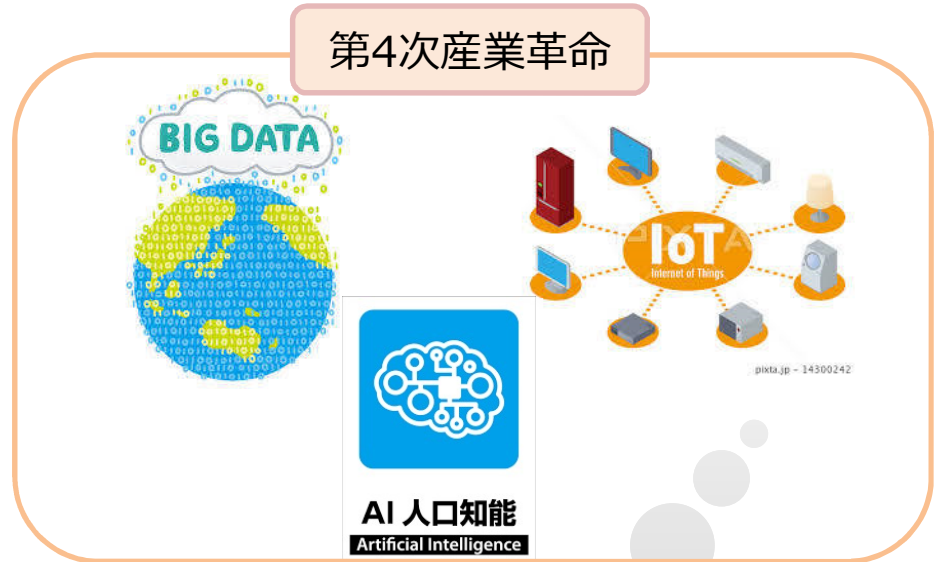 第4次産業革命
BIG DATA
IoT
Internet of Things
pixta.jp - 14300242
AI 人口知能
Artificial Intelligence